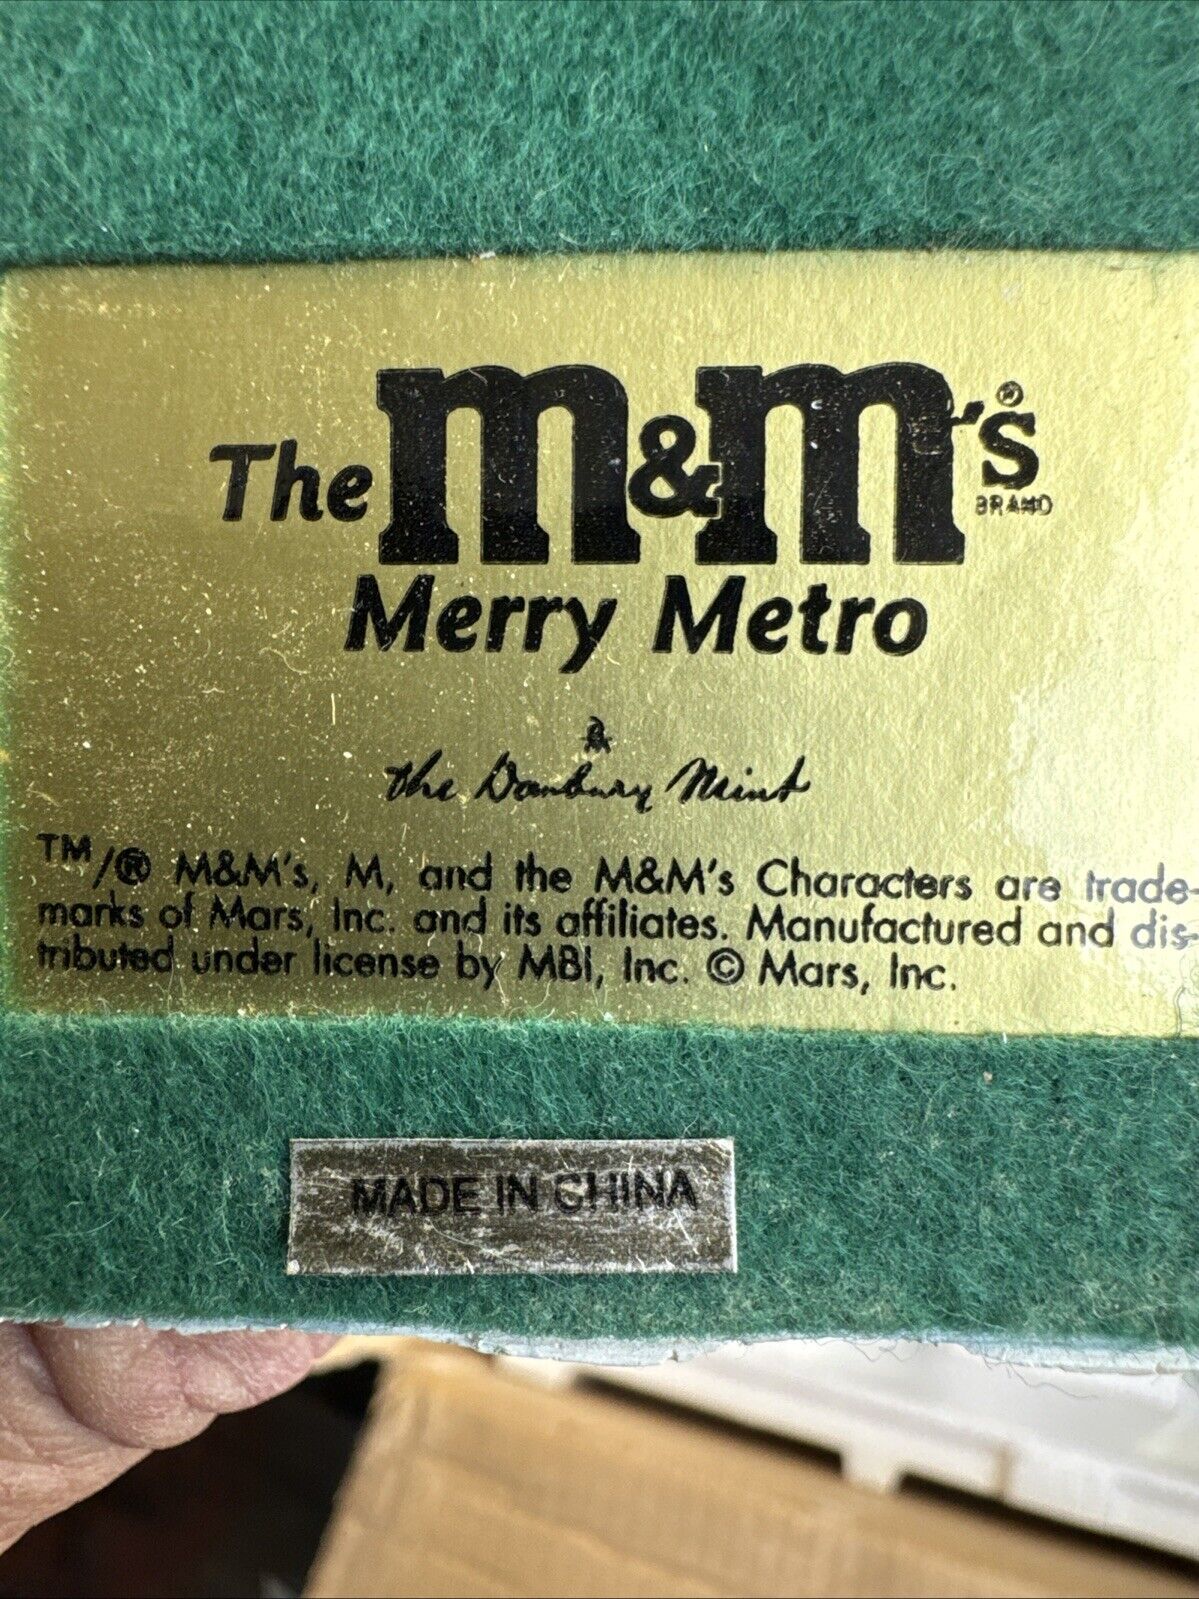 The m&m's®
BRAND
Merry Metro
The Danbury Mint
™/® M&M's, M, and the M&M's Characters are trade-
marks of Mars, Inc. and its affiliates. Manufactured and dis-
tributed under license by MBI, Inc. © Mars, Inc.
MADE IN CHINA